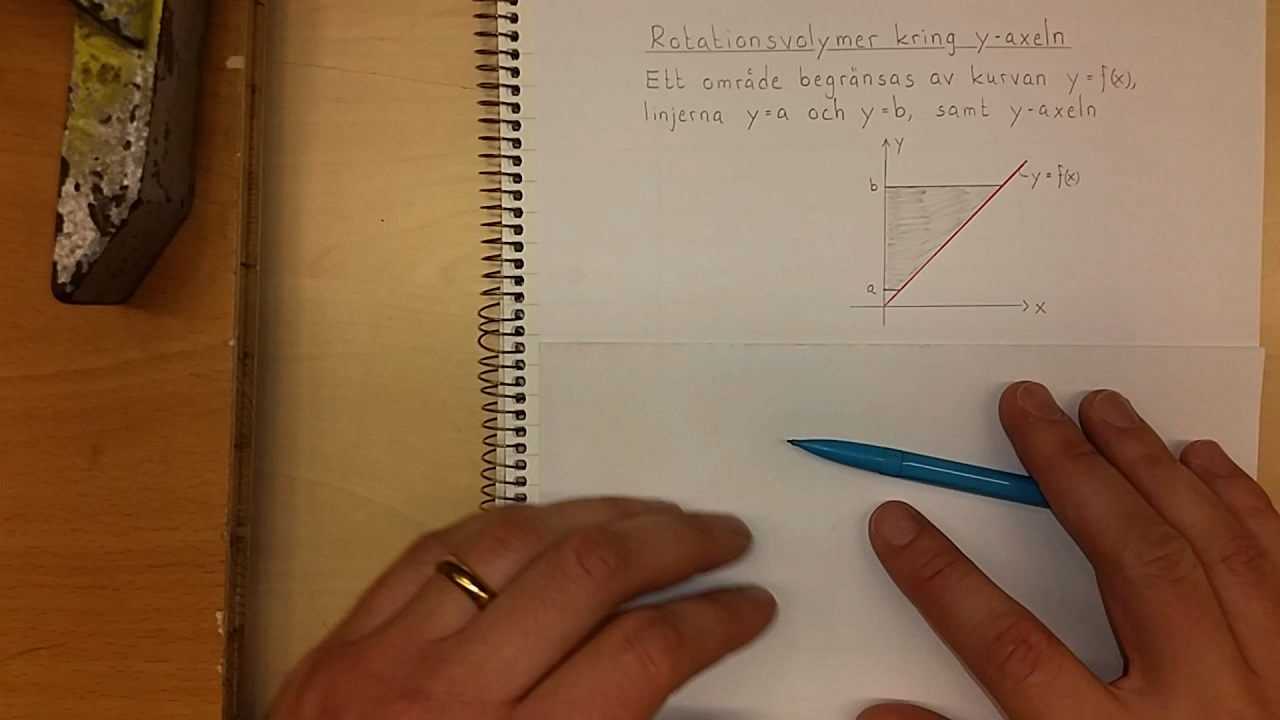 Rotationsvolymer kring y-axeln
Ett område begränsas av kurvan y = f(x),
linjerna y = a och y = b, samt y-axeln
y
b
y = f(x)
a
x